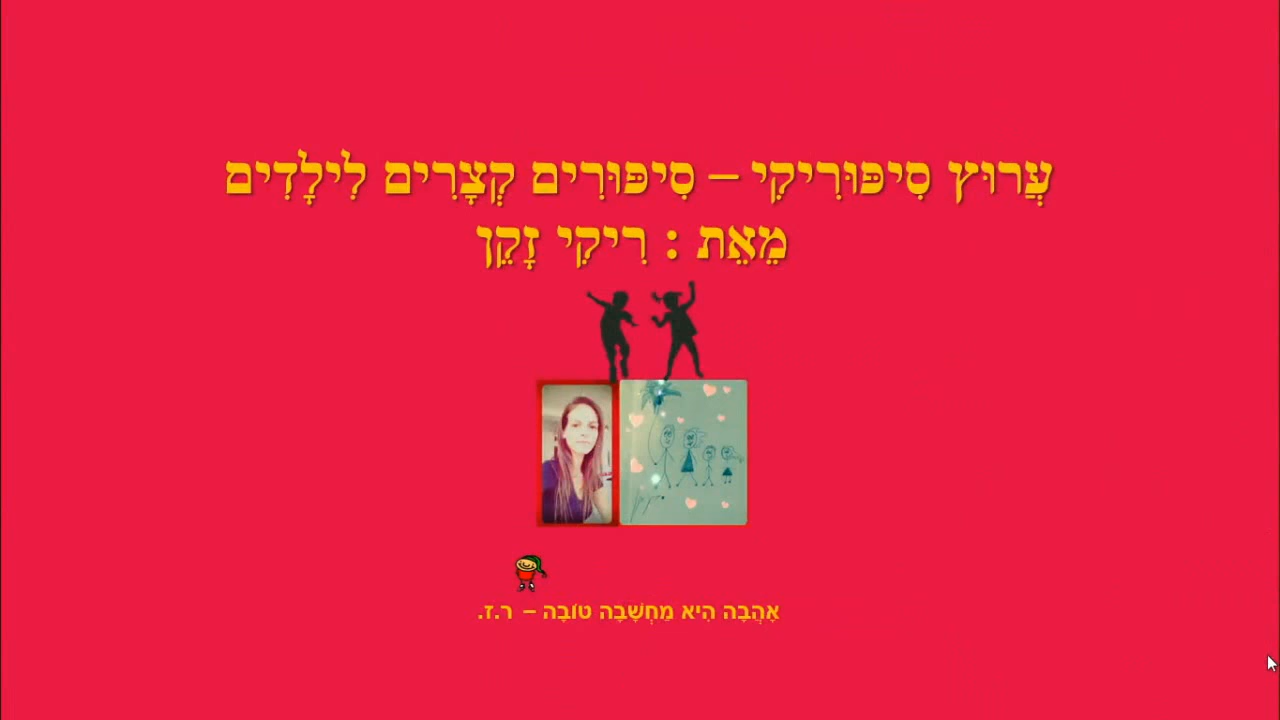 עֲרוּץ סִיפּוּרִיקִי – סִיפּוּרִים קְצָרִים לִילָדִים
מֵאֵת : רִיקִי זָקֵן
אַהֲבָה הִיא מַחְשָׁבָה טוֹבָה – ר.ז.